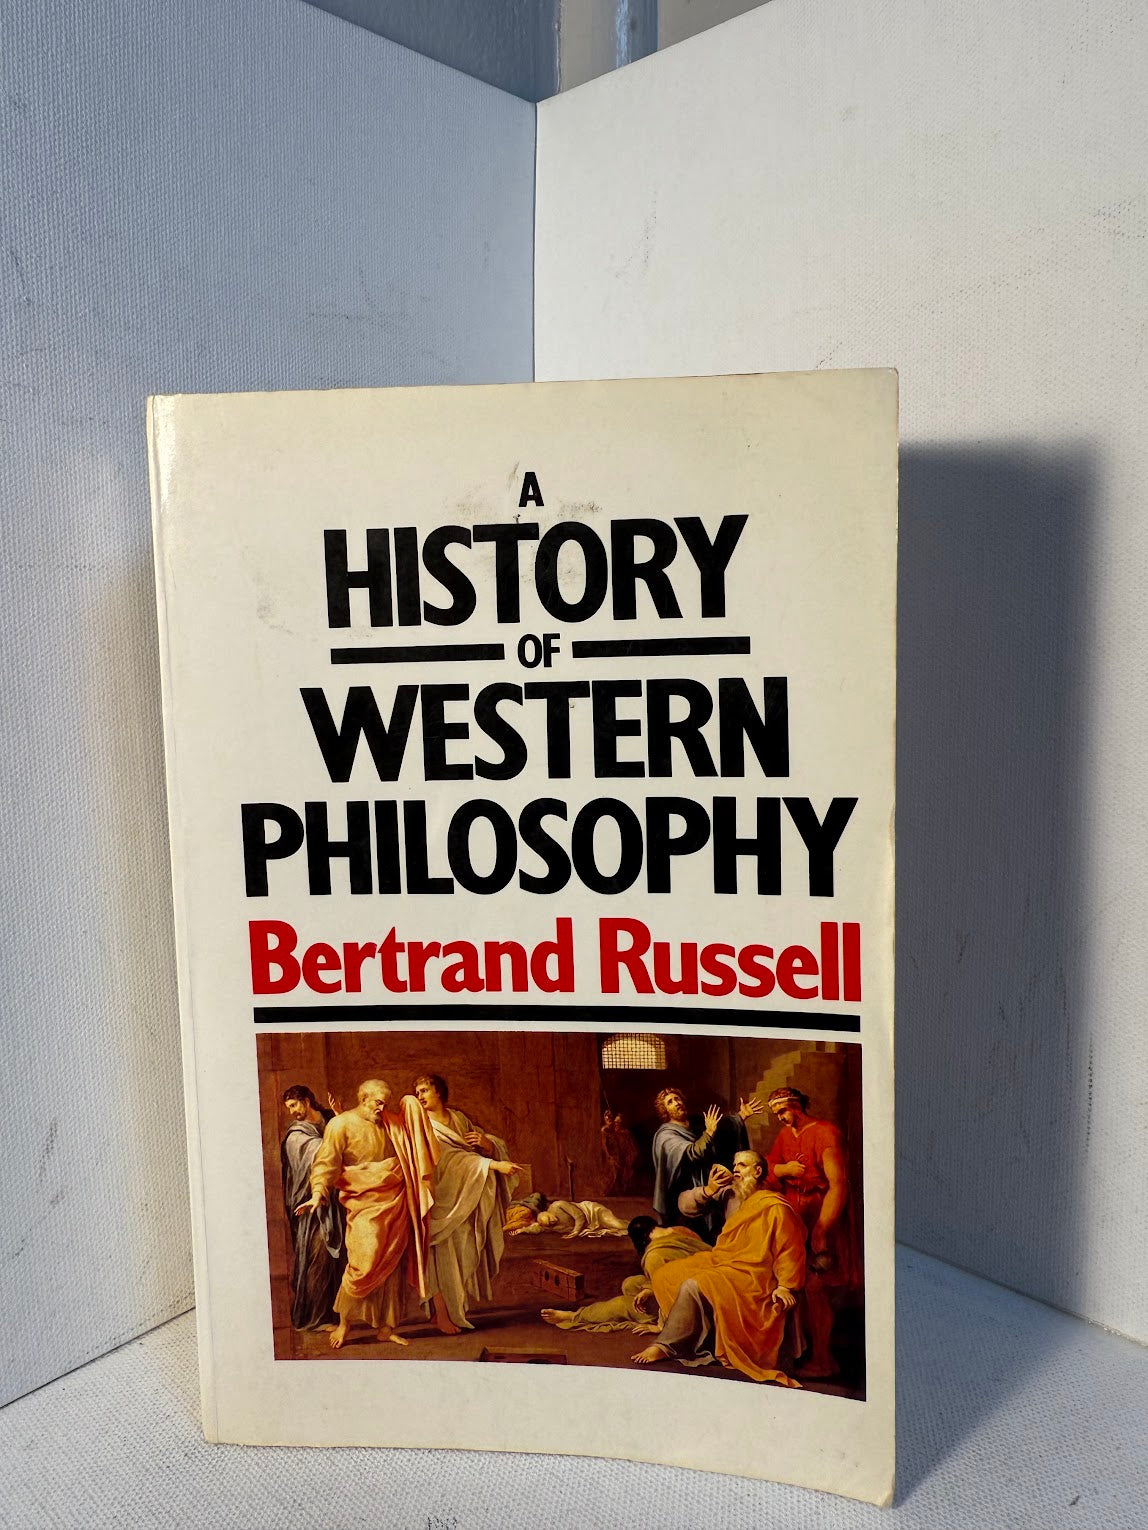 A
HISTORY
OF
WESTERN
PHILOSOPHY
Bertrand Russell